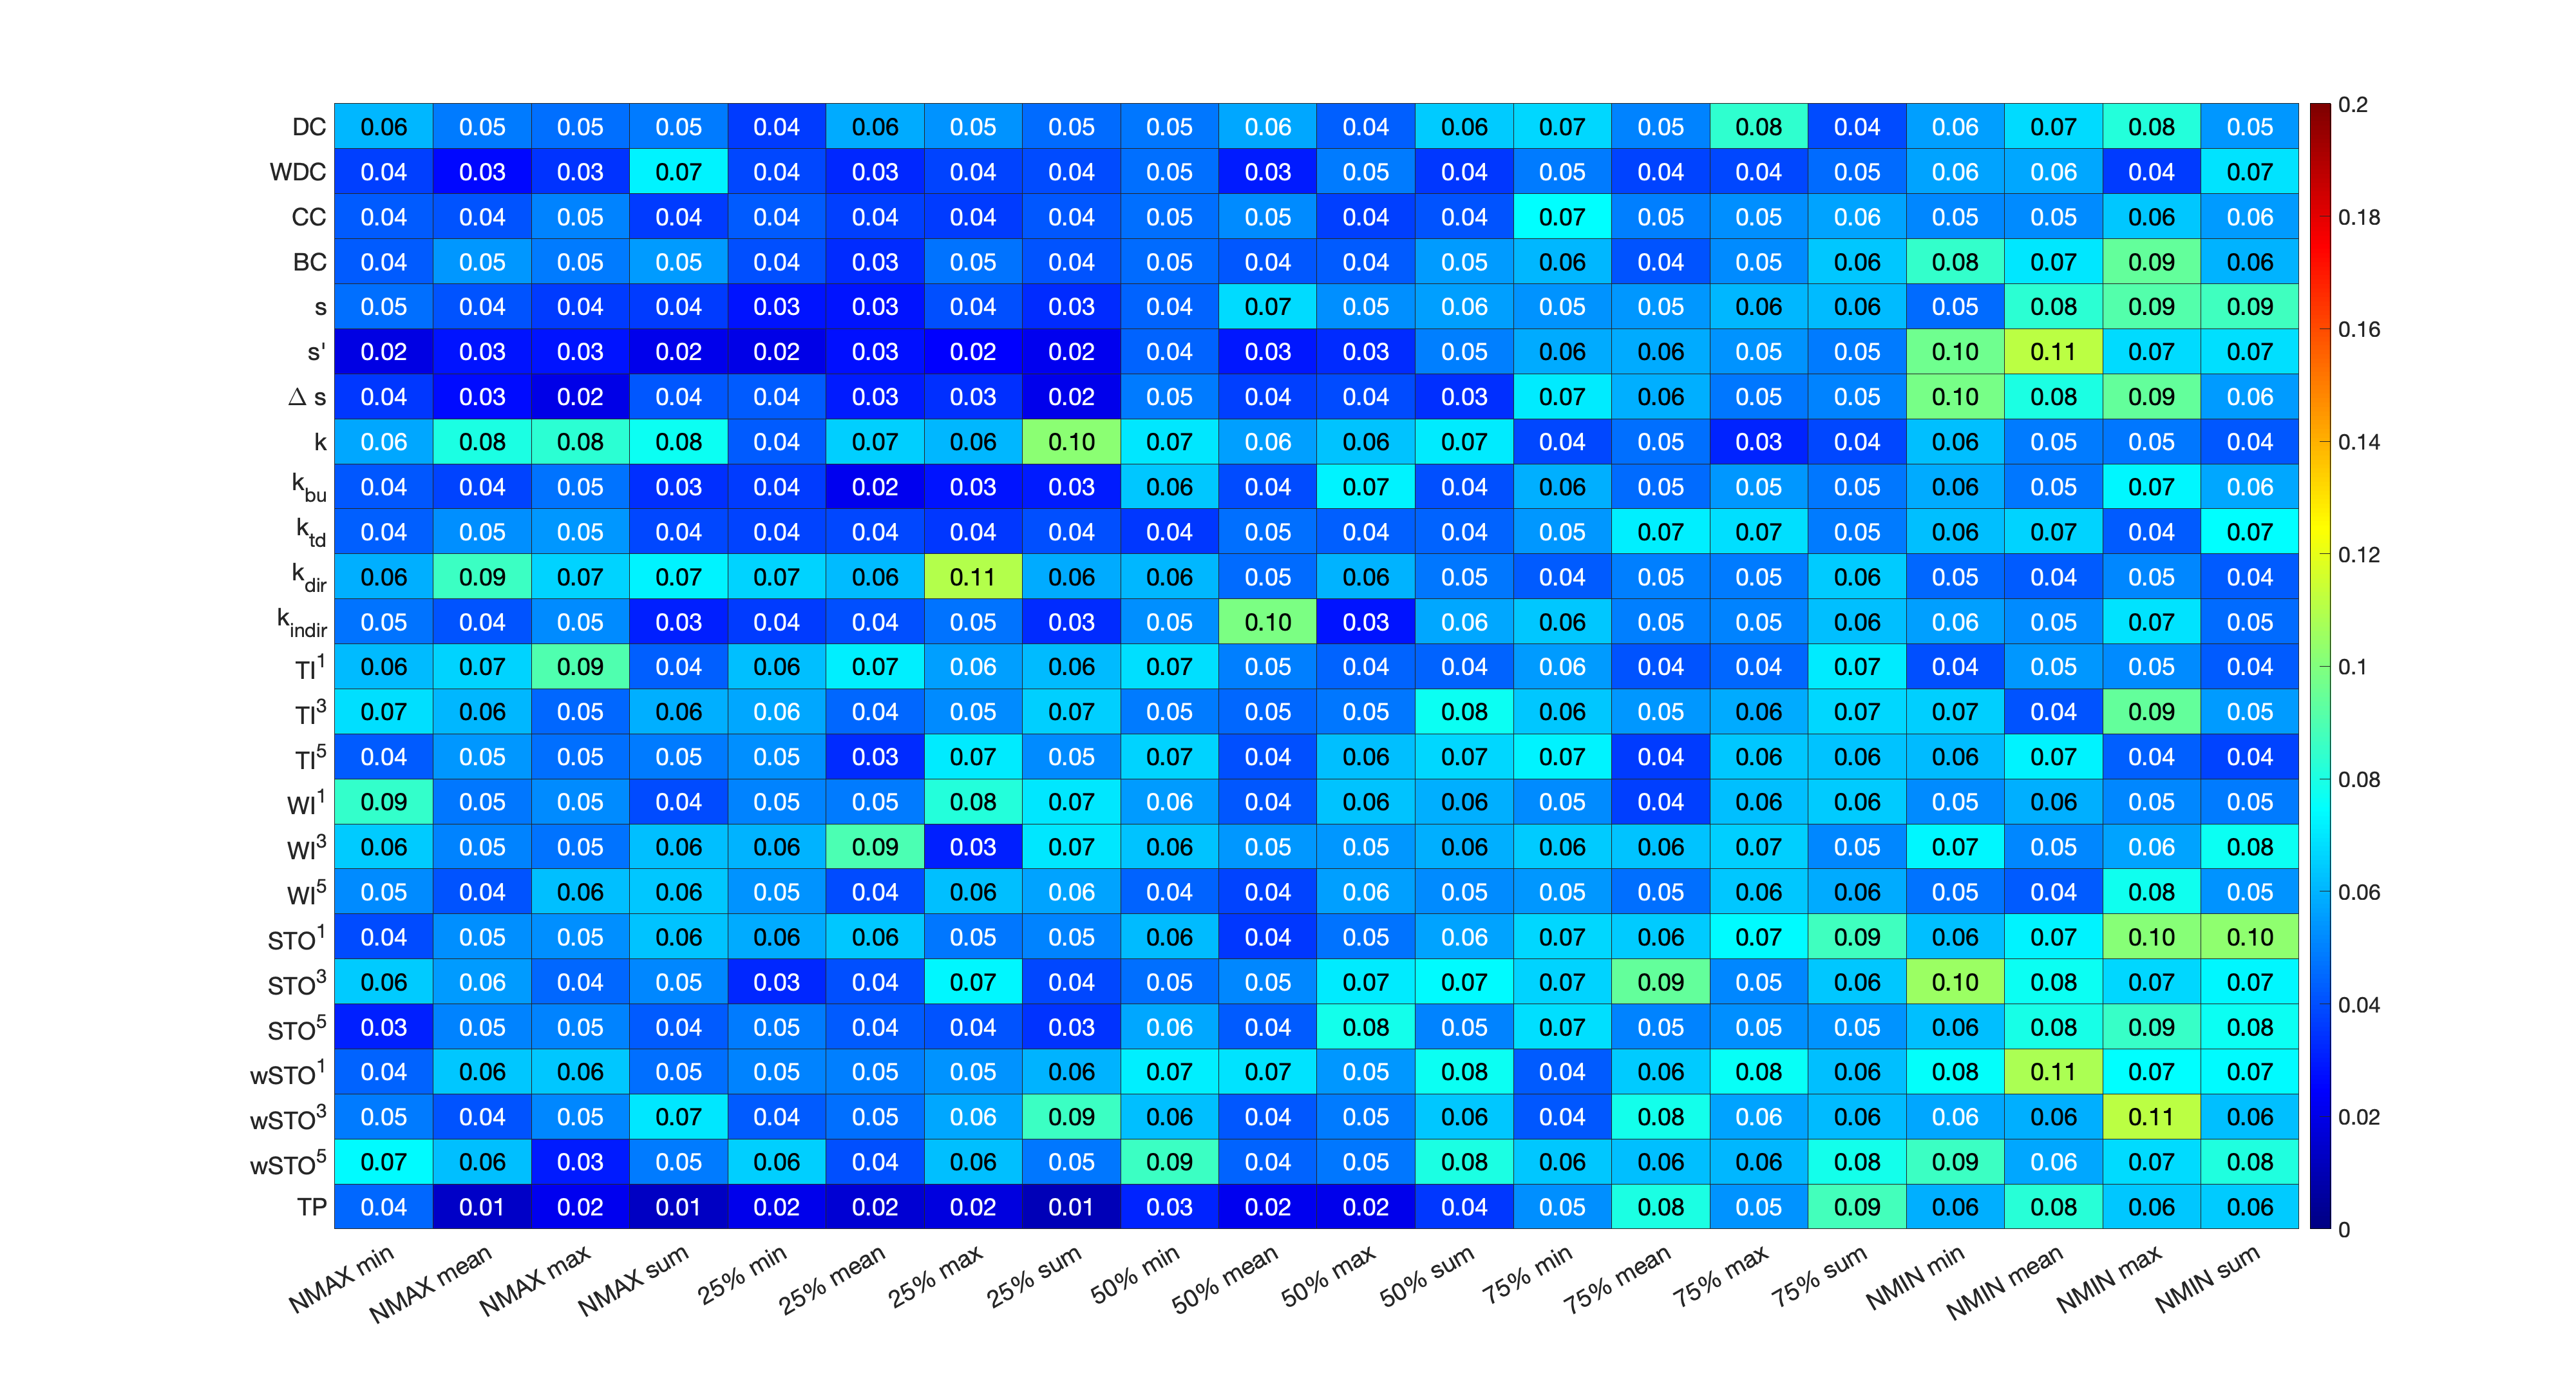 DC 0.06 0.05 0.05 0.05 0.04 0.06 0.05 0.05 0.05 0.06 0.04 0.06 0.07 0.05 0.08 0.04 0.06 0.07 0.08 0.05
WDC 0.04 0.03 0.03 0.07 0.04 0.03 0.04 0.04 0.05 0.03 0.05 0.04 0.05 0.04 0.04 0.05 0.06 0.06 0.04 0.07
CC 0.04 0.04 0.05 0.04 0.04 0.04 0.04 0.04 0.05 0.05 0.04 0.04 0.07 0.05 0.05 0.06 0.05 0.05 0.06 0.06
BC 0.04 0.05 0.05 0.05 0.04 0.03 0.05 0.04 0.05 0.04 0.04 0.05 0.06 0.04 0.05 0.06 0.08 0.07 0.09 0.06
s 0.05 0.04 0.04 0.04 0.03 0.03 0.04 0.03 0.04 0.07 0.05 0.06 0.05 0.05 0.06 0.06 0.05 0.08 0.09 0.09
s' 0.02 0.03 0.03 0.02 0.02 0.03 0.02 0.02 0.04 0.03 0.03 0.05 0.06 0.06 0.05 0.05 0.10 0.11 0.07 0.07
Δ s 0.04 0.03 0.02 0.04 0.04 0.03 0.03 0.02 0.05 0.04 0.04 0.03 0.07 0.06 0.05 0.05 0.10 0.08 0.09 0.06
k 0.06 0.08 0.08 0.08 0.04 0.07 0.06 0.10 0.07 0.06 0.06 0.07 0.04 0.05 0.03 0.04 0.06 0.05 0.05 0.04
k_bu 0.04 0.04 0.05 0.03 0.04 0.02 0.03 0.03 0.06 0.04 0.07 0.04 0.06 0.05 0.05 0.05 0.06 0.05 0.07 0.06
k_td 0.04 0.05 0.05 0.04 0.04 0.04 0.04 0.04 0.04 0.05 0.04 0.04 0.05 0.07 0.07 0.05 0.06 0.07 0.04 0.07
k_dir 0.06 0.09 0.07 0.07 0.07 0.06 0.11 0.06 0.06 0.05 0.06 0.05 0.04 0.05 0.05 0.06 0.05 0.04 0.05 0.04
k_indir 0.05 0.04 0.05 0.03 0.04 0.04 0.05 0.03 0.05 0.10 0.03 0.06 0.06 0.05 0.05 0.06 0.06 0.05 0.07 0.05
TI^1 0.06 0.07 0.09 0.04 0.06 0.07 0.06 0.06 0.07 0.05 0.04 0.04 0.06 0.04 0.04 0.07 0.04 0.05 0.05 0.04
TI^3 0.07 0.06 0.05 0.06 0.06 0.04 0.05 0.07 0.05 0.05 0.05 0.08 0.06 0.05 0.06 0.07 0.07 0.04 0.09 0.05
TI^5 0.04 0.05 0.05 0.05 0.05 0.03 0.07 0.05 0.07 0.04 0.06 0.07 0.07 0.04 0.06 0.06 0.06 0.07 0.04 0.04
WI^1 0.09 0.05 0.05 0.04 0.05 0.05 0.08 0.07 0.06 0.04 0.06 0.06 0.05 0.04 0.06 0.06 0.05 0.06 0.05 0.05
WI^3 0.06 0.05 0.05 0.06 0.06 0.09 0.03 0.07 0.06 0.05 0.05 0.06 0.06 0.06 0.07 0.05 0.07 0.05 0.06 0.08
WI^5 0.05 0.04 0.06 0.06 0.05 0.04 0.06 0.06 0.04 0.04 0.06 0.05 0.05 0.05 0.06 0.06 0.05 0.04 0.08 0.05
STO^1 0.04 0.05 0.05 0.06 0.06 0.06 0.05 0.05 0.06 0.04 0.05 0.06 0.07 0.06 0.07 0.09 0.06 0.07 0.10 0.10
STO^3 0.06 0.06 0.04 0.05 0.03 0.04 0.07 0.04 0.05 0.05 0.07 0.07 0.07 0.09 0.05 0.06 0.10 0.08 0.07 0.07
STO^5 0.03 0.05 0.05 0.04 0.05 0.04 0.04 0.03 0.06 0.04 0.08 0.05 0.07 0.05 0.05 0.05 0.06 0.08 0.09 0.08
wSTO^1 0.04 0.06 0.06 0.05 0.05 0.05 0.05 0.06 0.07 0.07 0.05 0.08 0.04 0.06 0.08 0.06 0.08 0.11 0.07 0.07
wSTO^3 0.05 0.04 0.05 0.07 0.04 0.05 0.06 0.09 0.06 0.04 0.05 0.06 0.04 0.08 0.06 0.06 0.06 0.06 0.11 0.06
wSTO^5 0.07 0.06 0.03 0.05 0.06 0.04 0.06 0.05 0.09 0.04 0.05 0.08 0.06 0.06 0.06 0.08 0.09 0.06 0.07 0.08
TP 0.04 0.01 0.02 0.01 0.02 0.02 0.02 0.01 0.03 0.02 0.02 0.04 0.05 0.08 0.05 0.09 0.06 0.08 0.06 0.06
NMAX min NMAX mean NMAX max NMAX sum 25% min 25% mean 25% max 25% sum 50% min 50% mean 50% max 50% sum 75% min 75% mean 75% max 75% sum NMIN min NMIN mean NMIN max NMIN sum
0.2
0.18
0.16
0.14
0.12
0.1
0.08
0.06
0.04
0.02
0